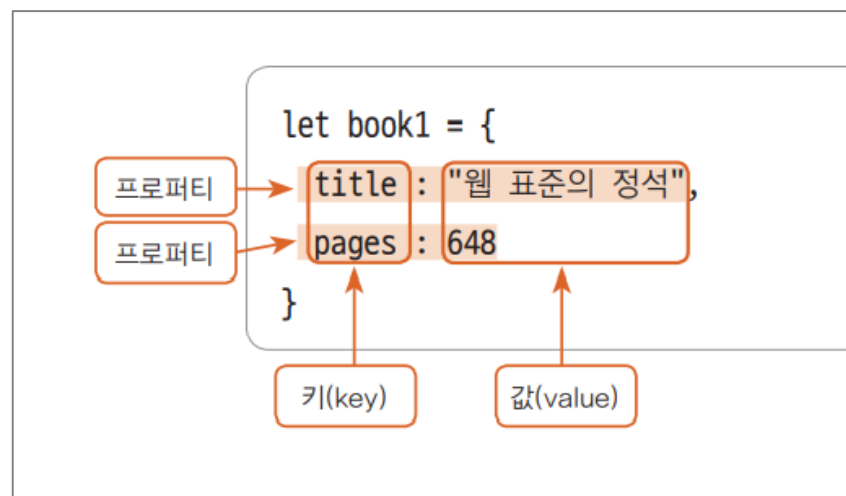 let book1 = {
프로퍼티
title : "웹 표준의 정석",
프로퍼티
pages : 648
}
키(key)
값(value)